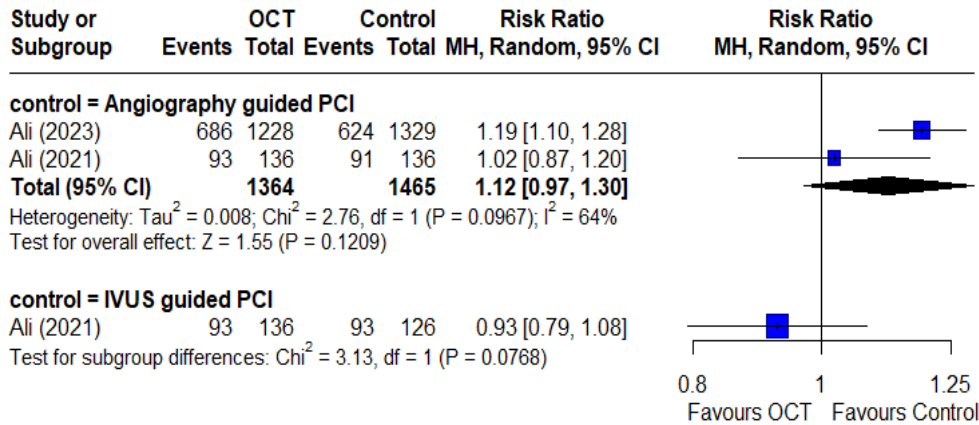 Study or OCT Control Risk Ratio Risk Ratio
Subgroup Events Total Events Total MH, Random, 95% CI MH, Random, 95% CI
control = Angiography guided PCI
Ali (2023) 686 1228 624 1329 1.19 [1.10, 1.28]
Ali (2021) 93 136 91 136 1.02 [0.87, 1.20]
Total (95% CI) 1364 1465 1.12 [0.97, 1.30]
Heterogeneity: Tau² = 0.008; Chi² = 2.76, df = 1 (P = 0.0967); I² = 64%
Test for overall effect: Z = 1.55 (P = 0.1209)
control = IVUS guided PCI
Ali (2021) 93 136 93 126 0.93 [0.79, 1.08]
Test for subgroup differences: Chi² = 3.13, df = 1 (P = 0.0768)
0.8 1 1.25
Favours OCT Favours Control